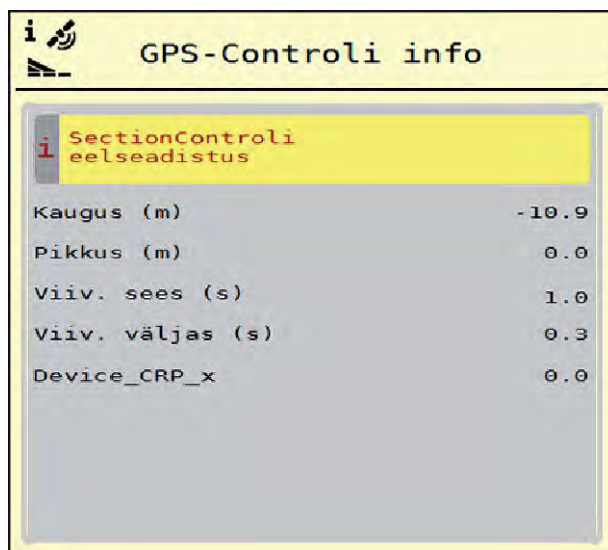 i
GPS-Controli info
i
SectionControli
eelseadistus
Kaugus (m) -10.9
Pikkus (m) 0.0
Viiv. sees (s) 1.0
Viiv. väljas (s) 0.3
Device_CRP_x 0.0